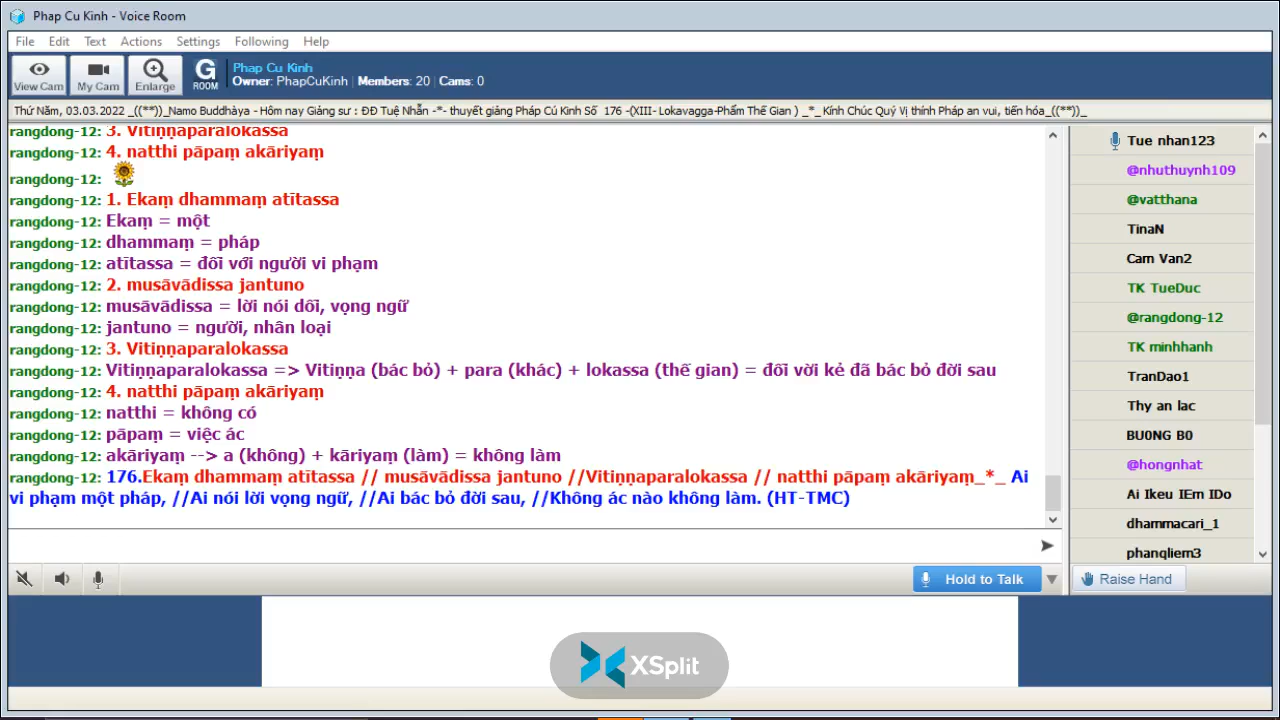 Phap Cu Kinh - Voice Room
File Edit Text Actions Settings Following Help
View Cam
My Cam
Enlarge
G
ROOM
Phap Cu Kinh
Owner: PhapCuKinh | Members: 20 | Cams: 0
Thứ Năm, 03.03.2022 _((**))_Namo Buddhàya - Hôm nay Giảng sư : ĐĐ Tuệ Nhẫn -*- thuyết giảng Pháp Cú Kinh Số 176 -(XIII- Lokavagga-Phẩm Thế Gian ) _*_ Kính Chúc Quý Vị thính Pháp an vui, tiến hóa_((**))_
rangdong-12: 3. Vitiṇṇaparalokassa
rangdong-12: 4. natthi pāpaṃ akāriyaṃ
rangdong-12:
rangdong-12: 1. Ekaṃ dhammaṃ atītassa
rangdong-12: Ekaṃ = một
rangdong-12: dhammaṃ = pháp
rangdong-12: atītassa = đối với người vi phạm
rangdong-12: 2. musāvādissa jantuno
rangdong-12: musāvādissa = lời nói dối, vọng ngữ
rangdong-12: jantuno = người, nhân loại
rangdong-12: 3. Vitiṇṇaparalokassa
rangdong-12: Vitiṇṇaparalokassa => Vitiṇṇa (bác bỏ) + para (khác) + lokassa (thế gian) = đối vời kẻ đã bác bỏ đời sau
rangdong-12: 4. natthi pāpaṃ akāriyaṃ
rangdong-12: natthi = không có
rangdong-12: pāpaṃ = việc ác
rangdong-12: akāriyaṃ --> a (không) + kāriyaṃ (làm) = không làm
rangdong-12: 176.Ekaṃ dhammaṃ atītassa // musāvādissa jantuno //Vitiṇṇaparalokassa // natthi pāpaṃ akāriyaṃ_*_ Ai
vi phạm một pháp, //Ai nói lời vọng ngữ, //Ai bác bỏ đời sau, //Không ác nào không làm. (HT-TMC)
Tue nhan123
@nhuthuynh109
@vatthana
TinaN
Cam Van2
TK TueDuc
@rangdong-12
TK minhhanh
TranDao1
Thy an lac
BU0NG B0
@hongnhat
Ai Ikeu IEm IDo
dhammacari_1
phanqliem3
Hold to Talk
Raise Hand
XSplit